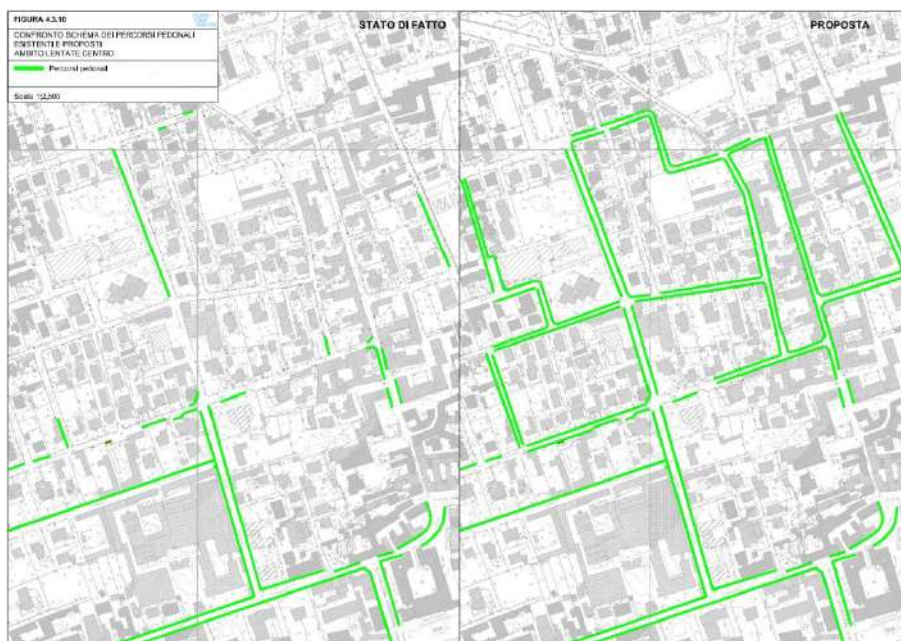 FIGURA 4.3.10
CONFRONTO SCHEMA DEI PERCORSI PEDONALI
ESISTENTI E PROPOSTI
AMBITO LENTATE CENTRO
Percorsi pedonali
Scala 1:2.500
STATO DI FATTO
PROPOSTA